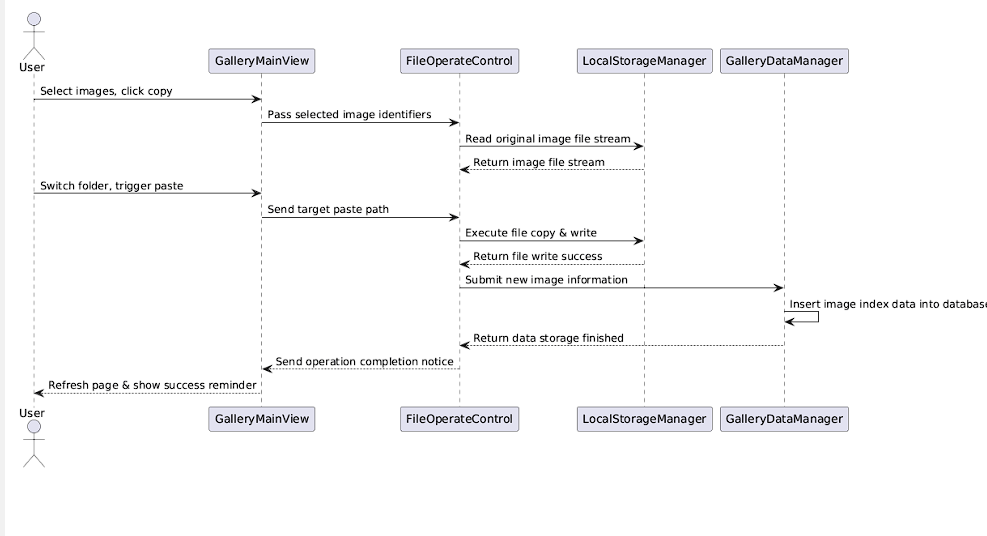 User
GalleryMainView
FileOperateControl
LocalStorageManager
GalleryDataManager
Select images, click copy
Pass selected image identifiers
Read original image file stream
Return image file stream
Switch folder, trigger paste
Send target paste path
Execute file copy & write
Return file write success
Submit new image information
Insert image index data into database
Return data storage finished
Send operation completion notice
Refresh page & show success reminder
User
GalleryMainView
FileOperateControl
LocalStorageManager
GalleryDataManager